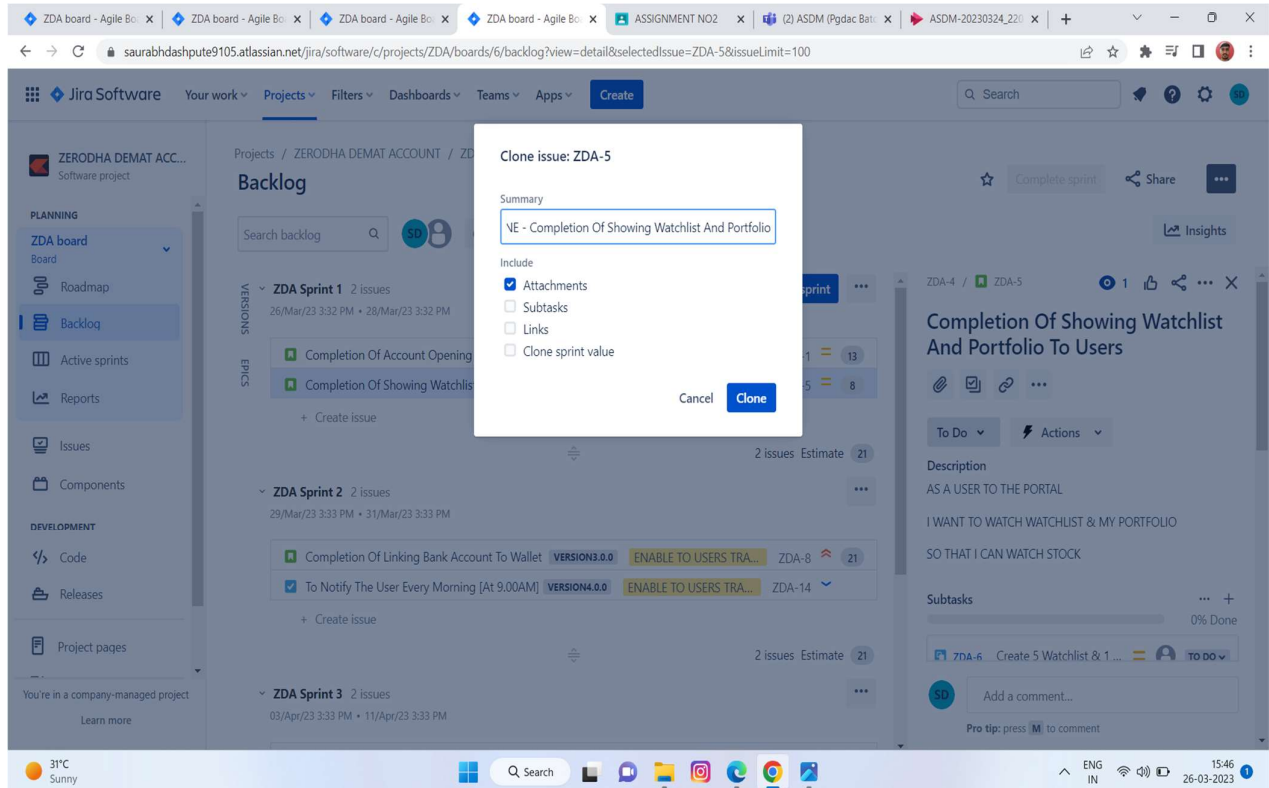 ZDA board - Agile Bo
ZDA board - Agile Bo
ZDA board - Agile Bo
ZDA board - Agile Bo
ASSIGNMENT NO2
(2) ASDM (Pgdac Batc
ASDM-20230324_220
saurabhdashpute9105.atlassian.net/jira/software/c/projects/ZDA/boards/6/backlog?view=detail&selectedIssue=ZDA-5&issueLimit=100
Jira Software Your work Projects Filters Dashboards Teams Apps Create Search SD
ZERODHA DEMAT ACC...
Software project
PLANNING
ZDA board
Board
Roadmap
Backlog
Active sprints
Reports
Issues
Components
DEVELOPMENT
Code
Releases
Project pages
You're in a company-managed project
Learn more
Projects / ZERODHA DEMAT ACCOUNT / ZD
Backlog
Complete sprint Share
Search backlog SD
Insights
VERSIONS
EPICS
ZDA Sprint 1 2 issues
sprint
26/Mar/23 3:32 PM • 28/Mar/23 3:32 PM
Completion Of Account Opening -1 13
Completion Of Showing Watchlis -5 8
+ Create issue
2 issues Estimate 21
ZDA Sprint 2 2 issues
29/Mar/23 3:33 PM • 31/Mar/23 3:33 PM
Completion Of Linking Bank Account To Wallet VERSION3.0.0 ENABLE TO USERS TRA... ZDA-8 21
To Notify The User Every Morning [At 9.00AM] VERSION4.0.0 ENABLE TO USERS TRA... ZDA-14
+ Create issue
2 issues Estimate 21
ZDA Sprint 3 2 issues
03/Apr/23 3:33 PM • 11/Apr/23 3:33 PM
Clone issue: ZDA-5
Summary
NE - Completion Of Showing Watchlist And Portfolio
Include
Attachments
Subtasks
Links
Clone sprint value
Cancel Clone
ZDA-4 / ZDA-5 1
Completion Of Showing Watchlist
And Portfolio To Users
To Do Actions
Description
AS A USER TO THE PORTAL
I WANT TO WATCH WATCHLIST & MY PORTFOLIO
SO THAT I CAN WATCH STOCK
Subtasks
0% Done
ZDA-6 Create 5 Watchlist & 1 ... TO DO
SD Add a comment...
Pro tip: press M to comment
31°C
Sunny
Search
ENG
IN
15:46
26-03-2023
1